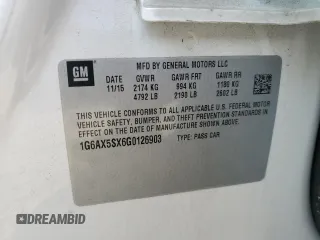 GM
MFD BY GENERAL MOTORS LLC
11/15 GVWR GAWR FRT GAWR RR
2174 KG 994 KG 1180 KG
4792 LB 2190 LB 2602 LB
THIS VEHICLE CONFORMS TO ALL APPLICABLE U.S. FEDERAL MOTOR
VEHICLE SAFETY, BUMPER, AND THEFT PREVENTION STANDARDS IN
EFFECT ON THE DATE OF MANUFACTURE SHOWN ABOVE.
1G6AX5SX6G0126903 TYPE: PASS CAR
DREAMBID